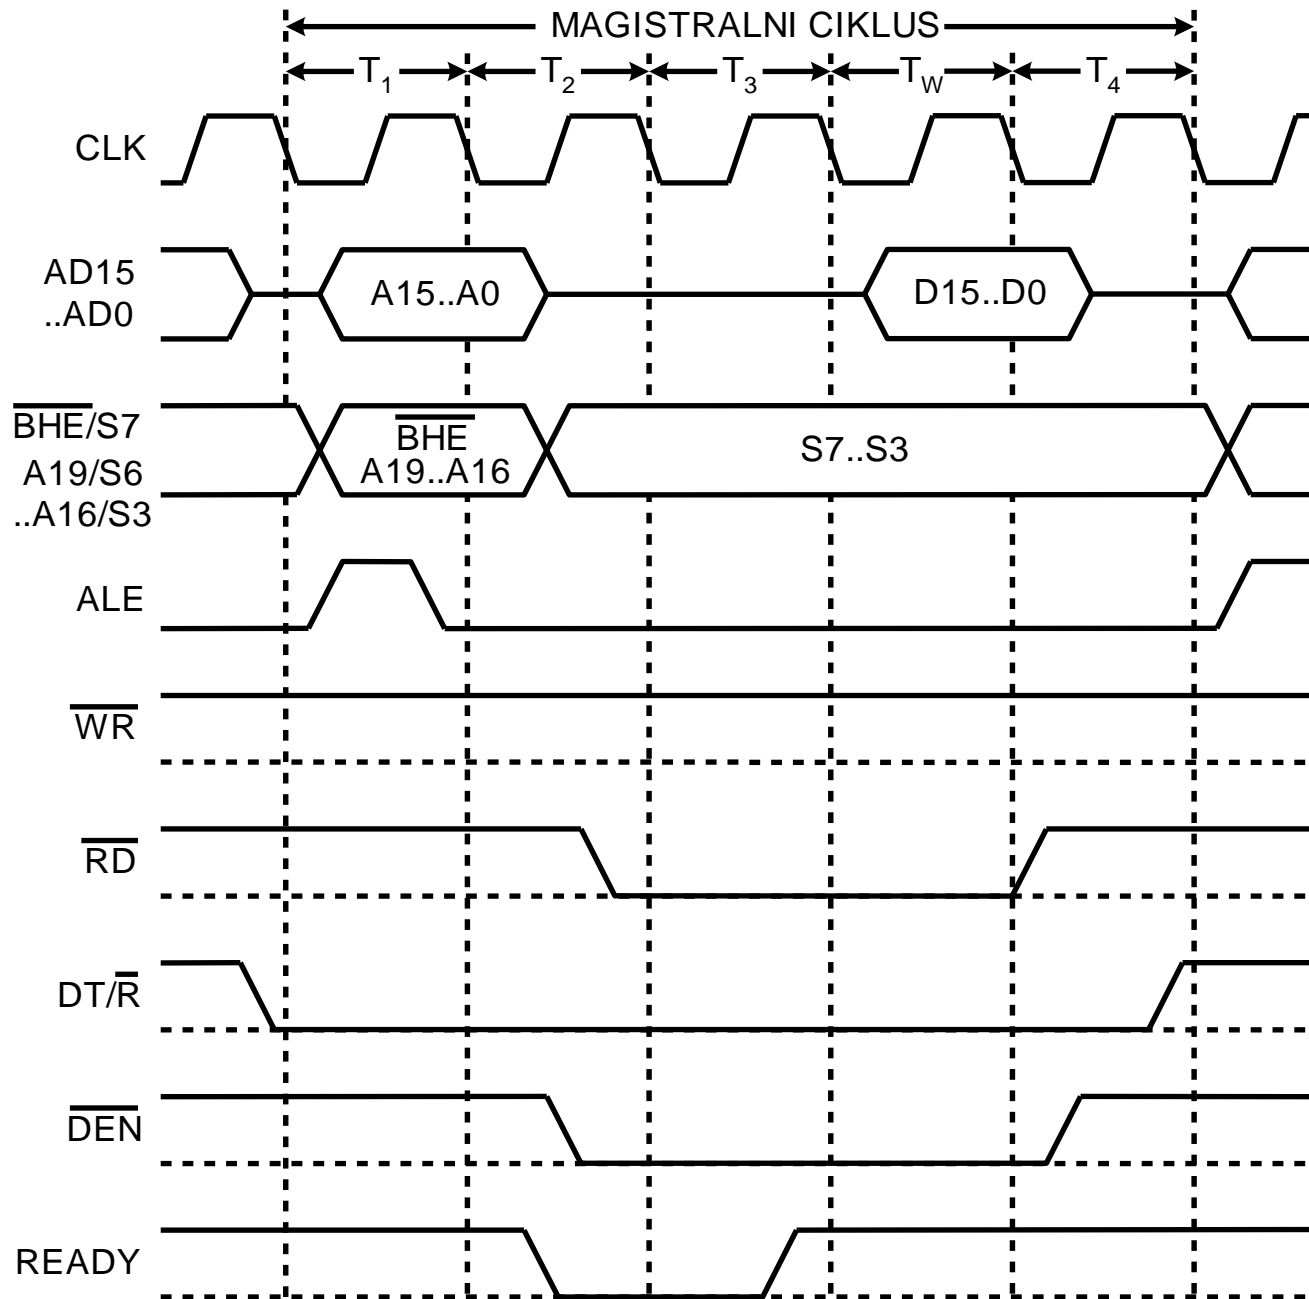 MAGISTRALNI CIKLUS
T1 T2 T3 TW T4
CLK
AD15
..AD0
A15..A0
D15..D0
BHE/S7
A19/S6
..A16/S3
BHE
A19..A16
S7..S3
ALE
WR
RD
DT/R
DEN
READY